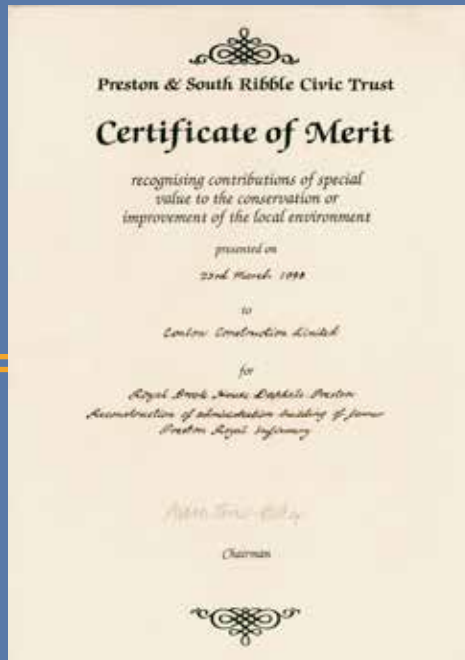 Preston & South Ribble Civic Trust
Certificate of Merit
recognising contributions of special
value to the conservation or
improvement of the local environment
presented on
23rd March 1998
to
Conlon Construction Limited
for
Royal Brook House Deepdale Preston
Reconstruction of administration building of former
Preston Royal Infirmary
Chairman